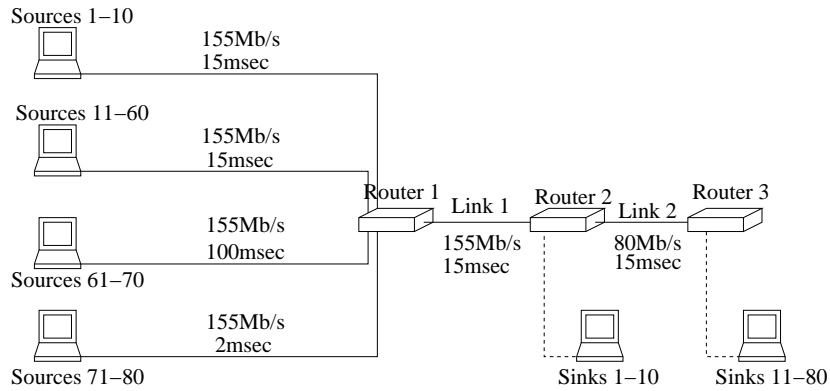 Sources 1–10
155Mb/s
15msec
Sources 11–60
155Mb/s
15msec
Router 1
Link 1
Router 2
Link 2
Router 3
155Mb/s
100msec
155Mb/s
15msec
80Mb/s
15msec
Sources 61–70
155Mb/s
2msec
Sources 71–80
Sinks 1–10
Sinks 11–80